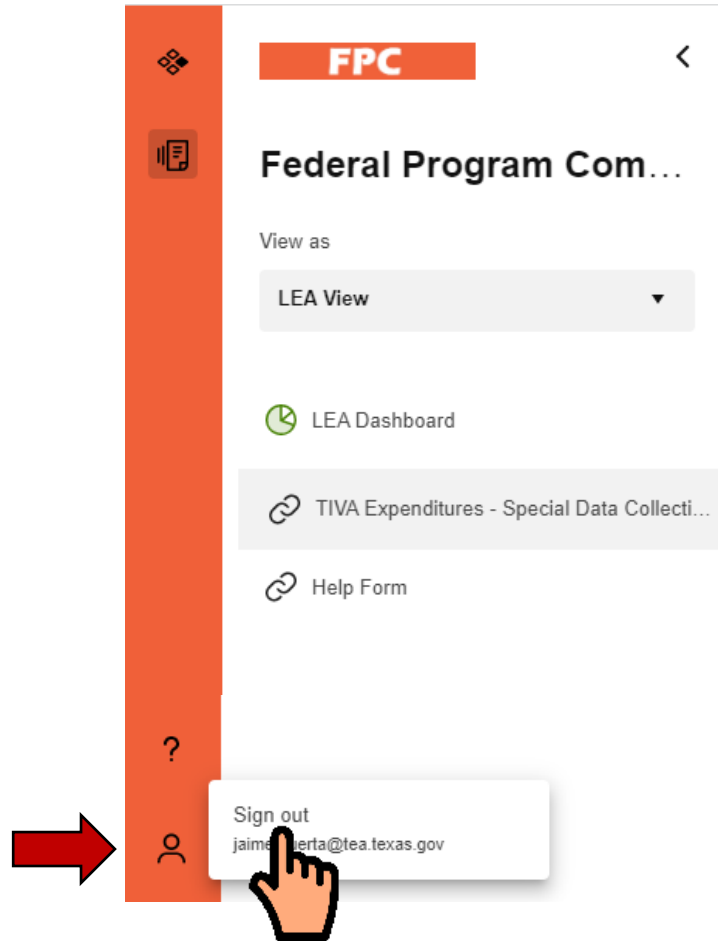 FPC
Federal Program Com...
View as
LEA View
LEA Dashboard
TIVA Expenditures - Special Data Collecti...
Help Form
?
Sign out